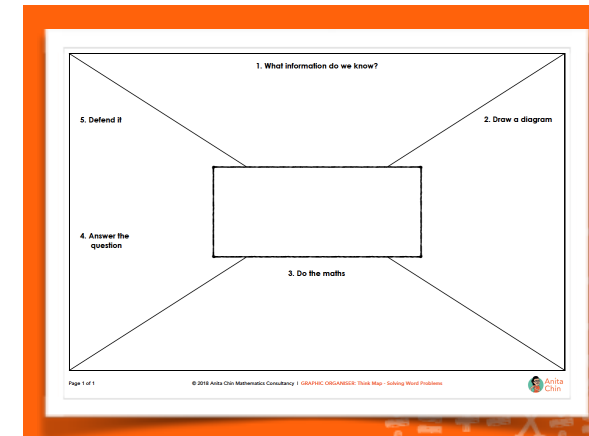 1. What information do we know?
5. Defend it
2. Draw a diagram
4. Answer the
question
3. Do the maths
Page 1 of 1
© 2018 Anita Chin Mathematics Consultancy I GRAPHIC ORGANISER: Think Map - Solving Word Problems
Anita
Chin